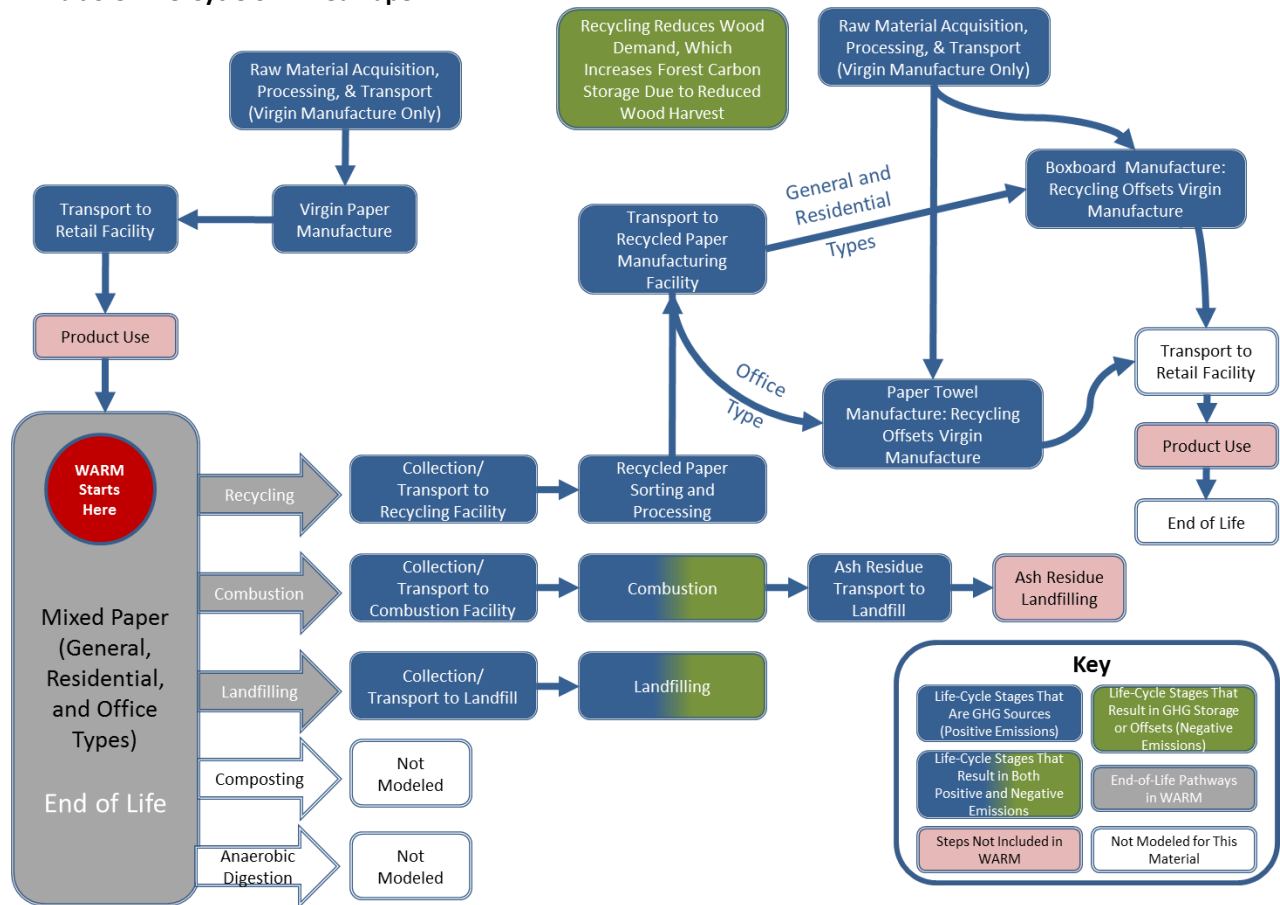 Raw Material Acquisition,
Processing, & Transport
(Virgin Manufacture Only)
Recycling Reduces Wood
Demand, Which
Increases Forest Carbon
Storage Due to Reduced
Wood Harvest
Raw Material Acquisition,
Processing, & Transport
(Virgin Manufacture Only)
Transport to
Retail Facility
Virgin Paper
Manufacture
Transport to
Recycled Paper
Manufacturing
Facility
General and
Residential
Types
Boxboard Manufacture:
Recycling Offsets Virgin
Manufacture
Product Use
Office
Type
Paper Towel
Manufacture: Recycling
Offsets Virgin
Manufacture
Transport to
Retail Facility
Product Use
End of Life
WARM
Starts
Here
Mixed Paper
(General,
Residential,
and Office
Types)
End of Life
Recycling
Collection/
Transport to
Recycling Facility
Recycled Paper
Sorting and
Processing
Combustion
Collection/
Transport to
Combustion Facility
Combustion
Ash Residue
Transport to
Landfill
Ash Residue
Landfilling
Landfilling
Collection/
Transport to Landfill
Landfilling
Composting
Not
Modeled
Anaerobic
Digestion
Not
Modeled
Key
Life-Cycle Stages That
Are GHG Sources
(Positive Emissions)
Life-Cycle Stages That
Result in GHG Storage
or Offsets (Negative
Emissions)
Life-Cycle Stages That
Result in Both
Positive and Negative
Emissions
End-of-Life Pathways
in WARM
Steps Not Included in
WARM
Not Modeled for This
Material